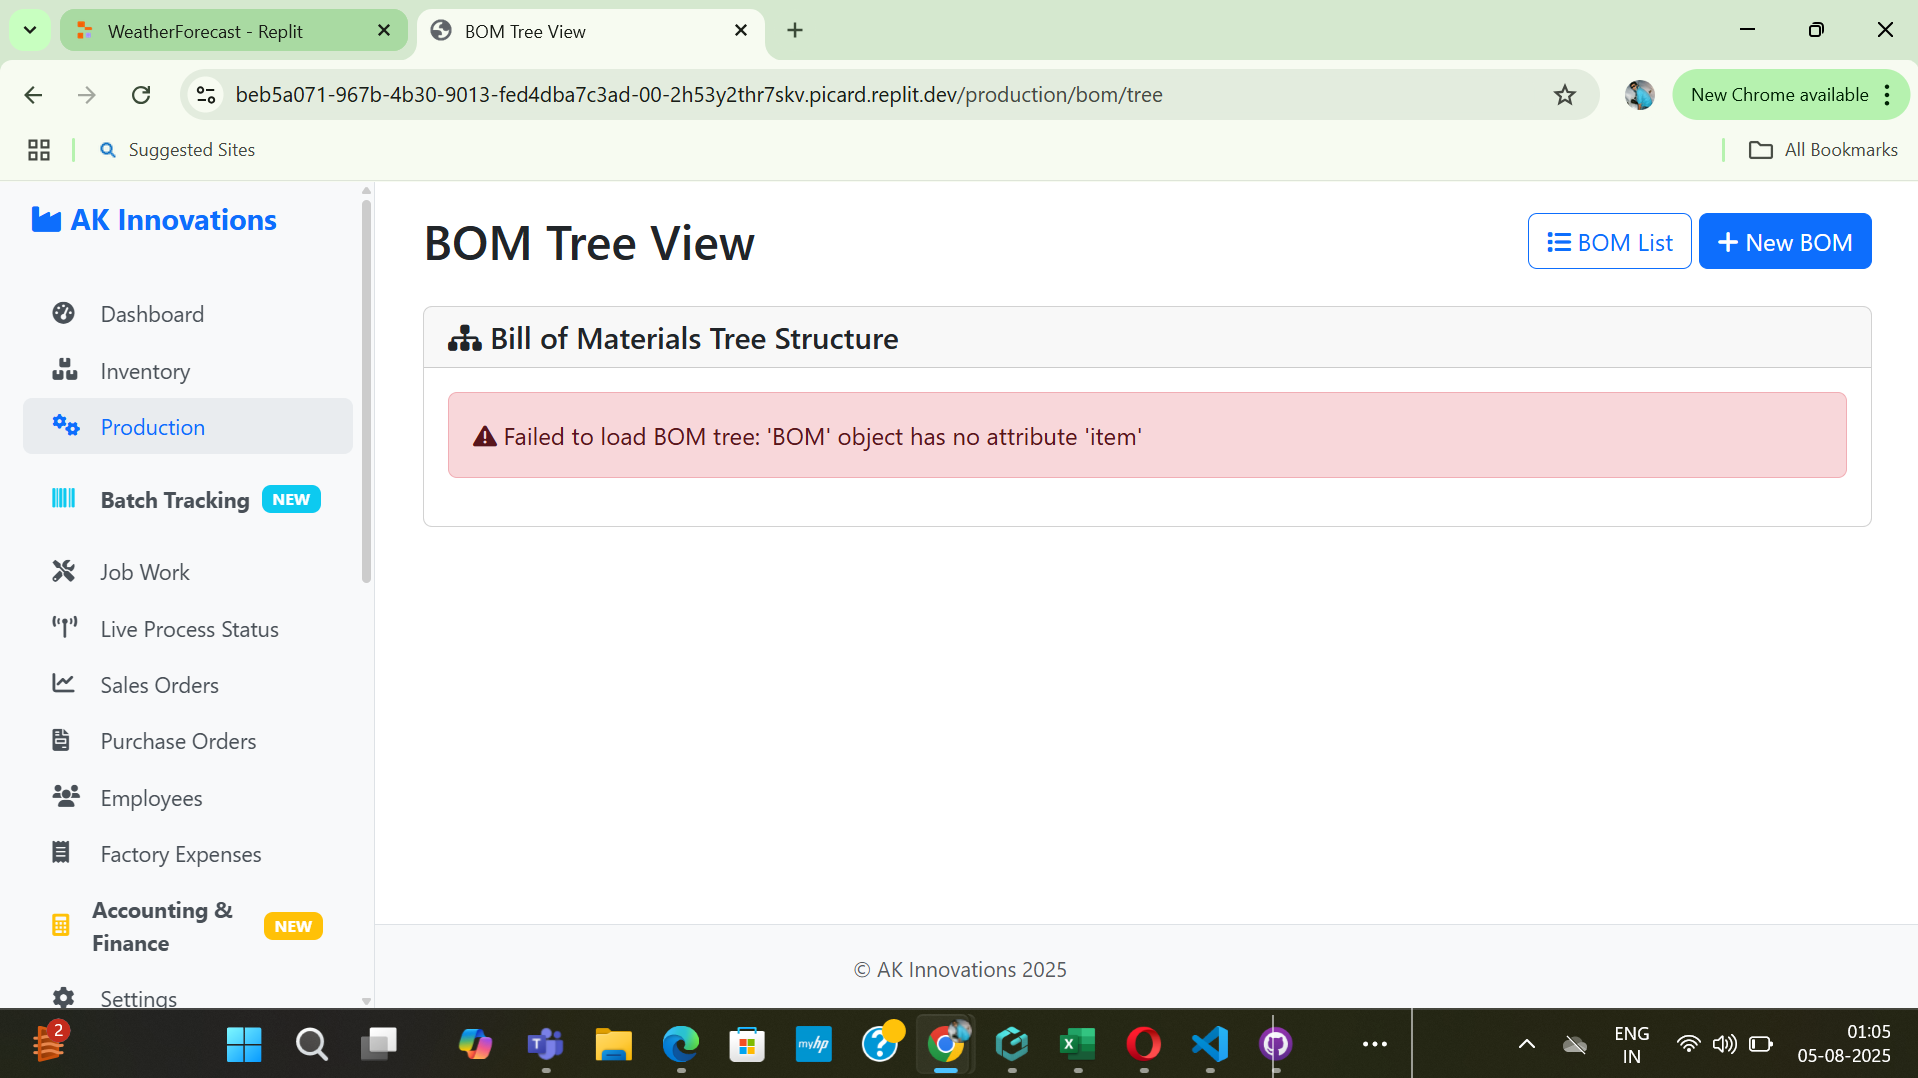 WeatherForecast - Replit
BOM Tree View
beb5a071-967b-4b30-9013-fed4dba7c3ad-00-2h53y2thr7skv.picard.replit.dev/production/bom/tree
New Chrome available
Suggested Sites
All Bookmarks
AK Innovations
Dashboard
Inventory
Production
Batch Tracking NEW
Job Work
Live Process Status
Sales Orders
Purchase Orders
Employees
Factory Expenses
Accounting &
Finance
NEW
Settings
BOM Tree View
BOM List
New BOM
Bill of Materials Tree Structure
Failed to load BOM tree: 'BOM' object has no attribute 'item'
© AK Innovations 2025
2
myhp
ENG
IN
01:05
05-08-2025